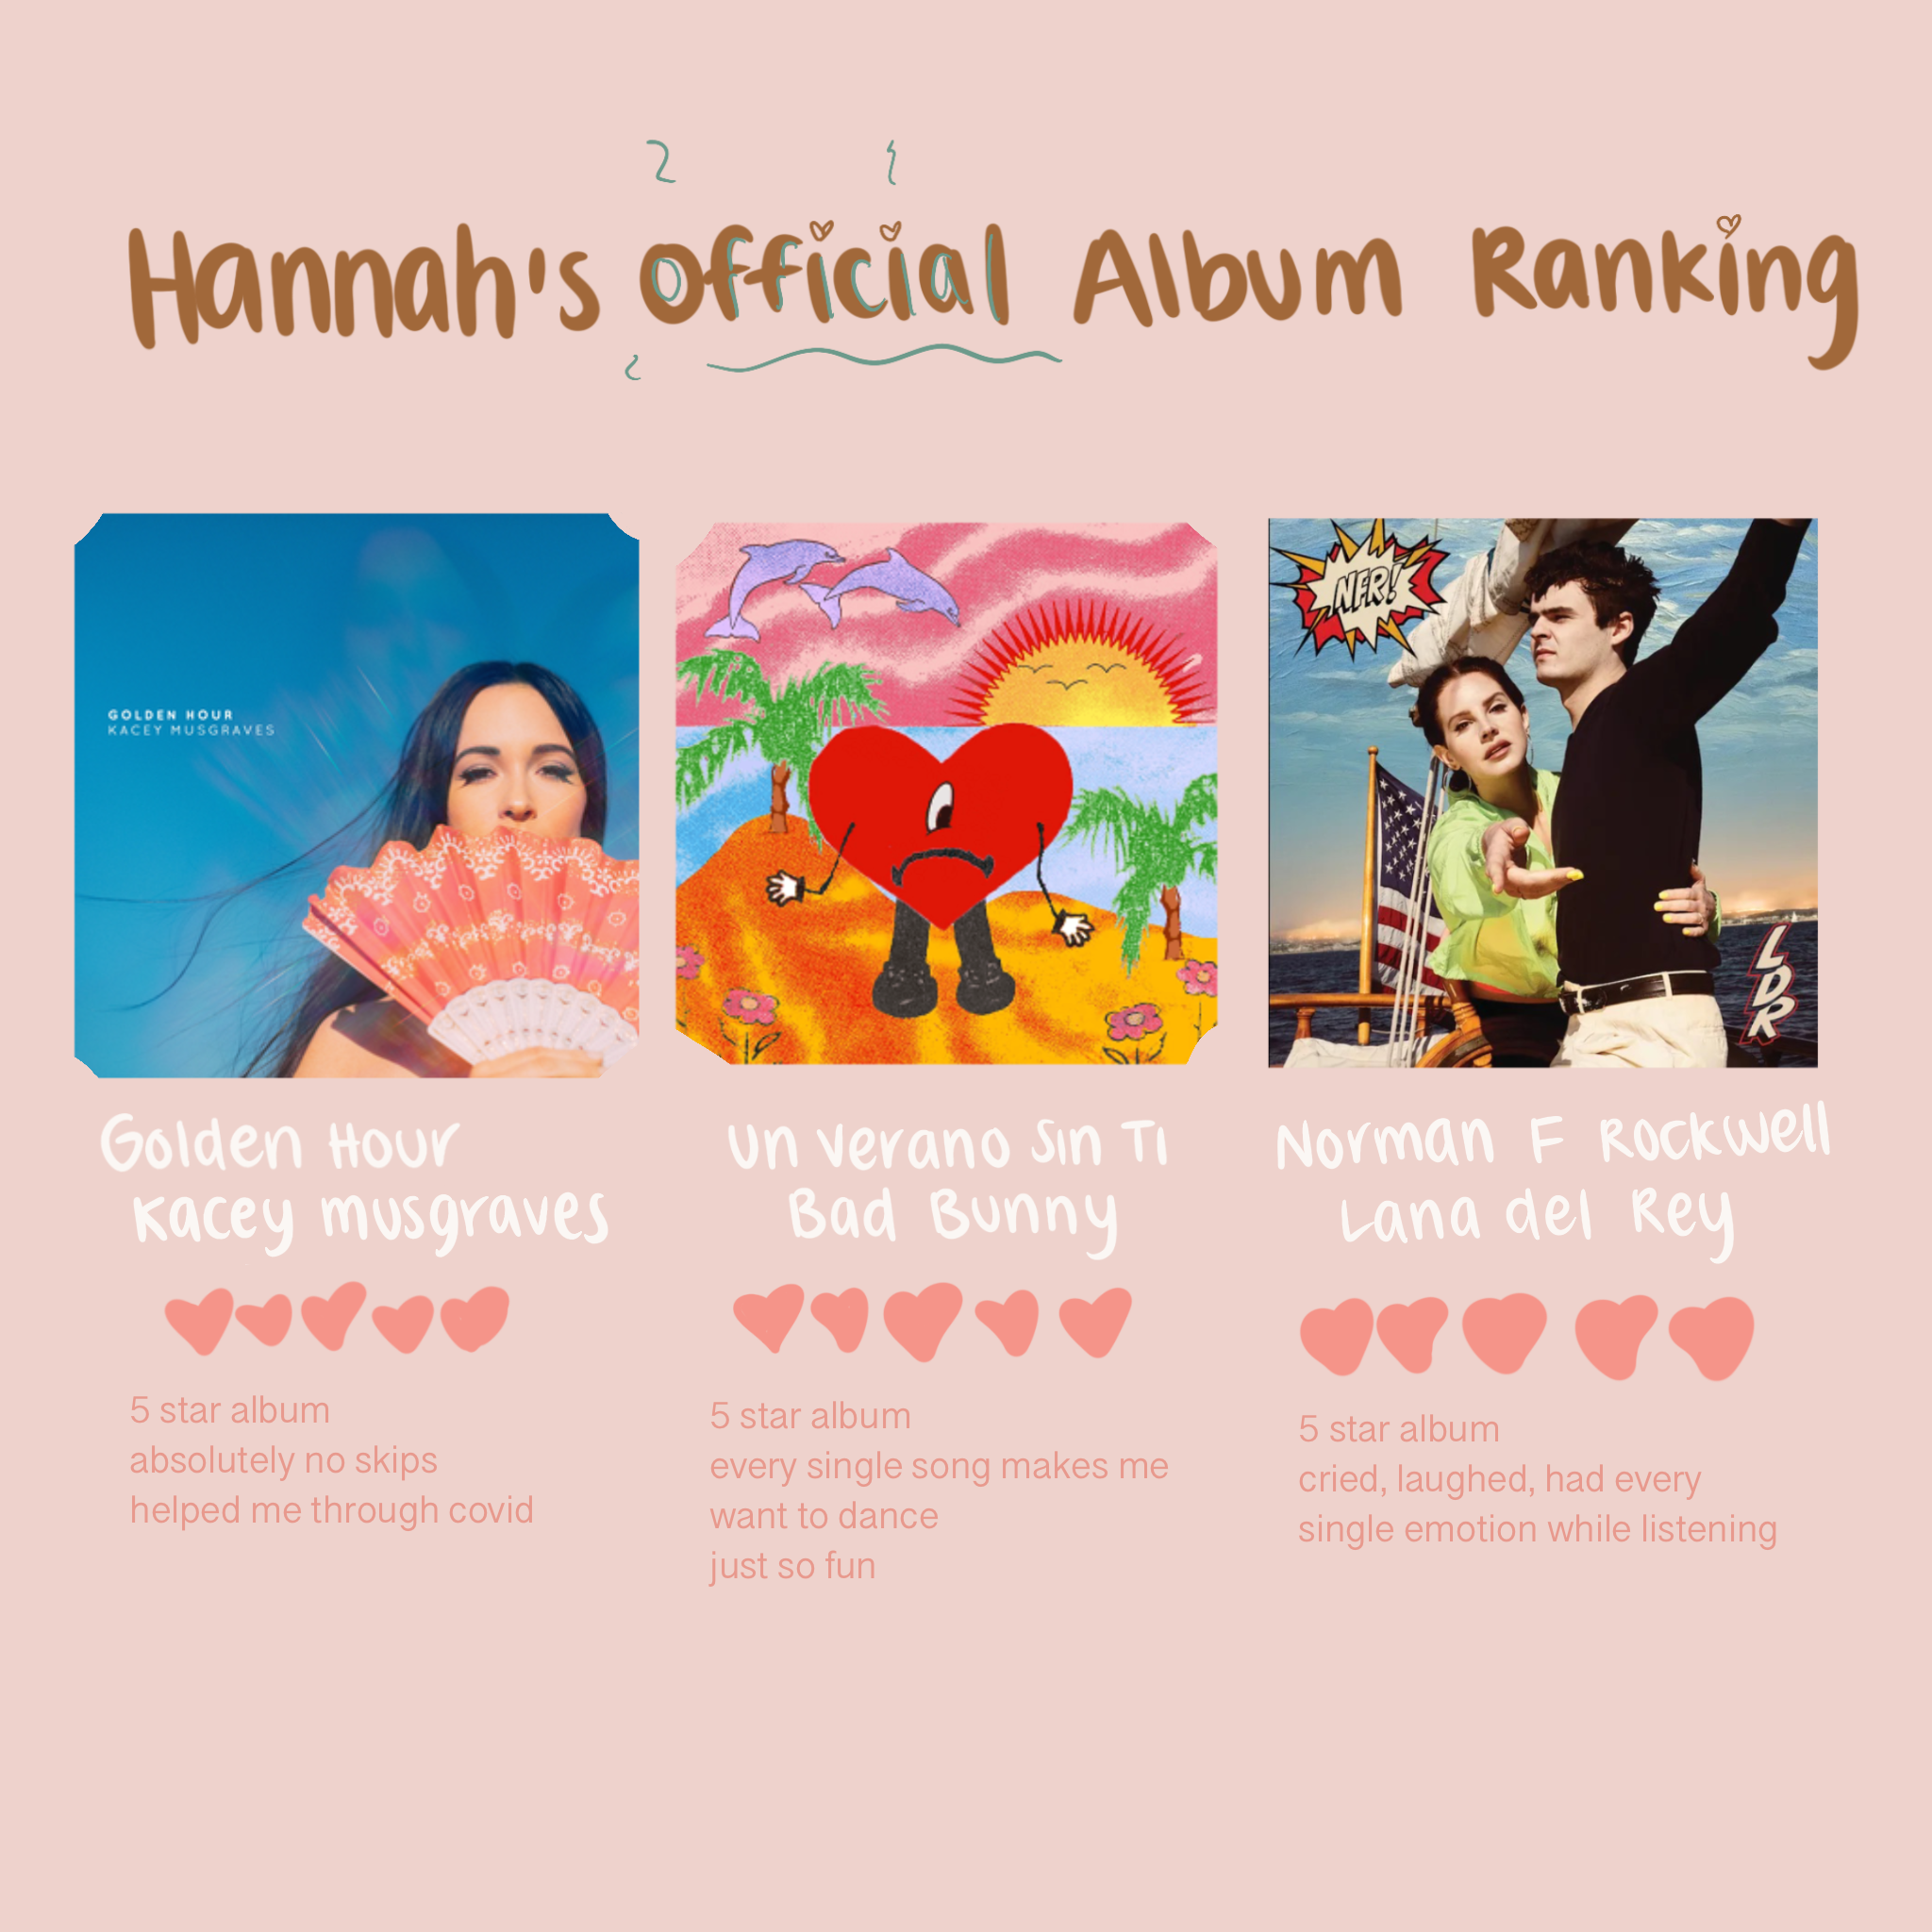 Hannah's Official Album Ranking
GOLDEN HOUR
KACEY MUSGRAVES
NFR!
LDR
Golden Hour
Kacey musgraves
5 star album
absolutely no skips
helped me through covid
Un Verano Sin Ti
Bad Bunny
5 star album
every single song makes me
want to dance
just so fun
Norman F Rockwell
Lana del Rey
5 star album
cried, laughed, had every
single emotion while listening